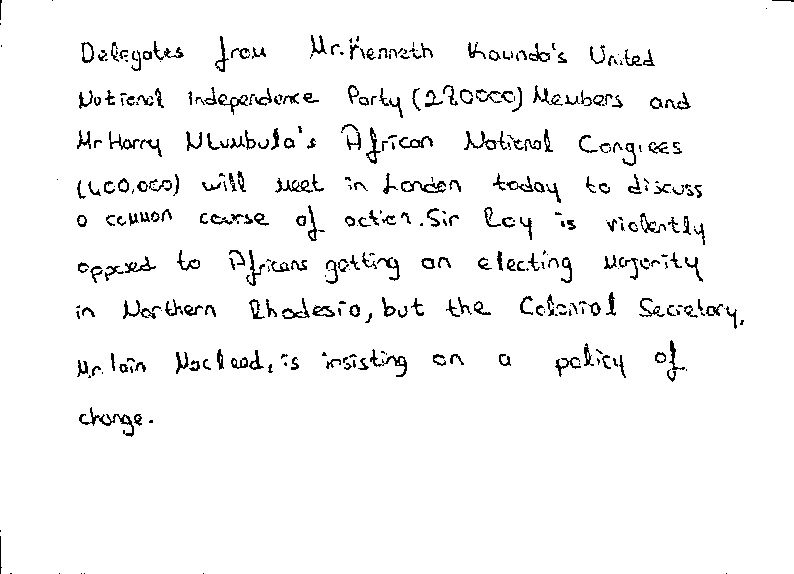 Delegates from Mr. Kenneth Kaunda's United
National Independence Party (280000) Members and
Mr Harry Nkumbula's African National Congress
(400,000) will meet in London today to discuss
a common course of action. Sir Roy is violently
opposed to Africans getting an electing majority
in Northern Rhodesia, but the Colonial Secretary,
Mr. Iain Macleod, is insisting on a policy of
change.